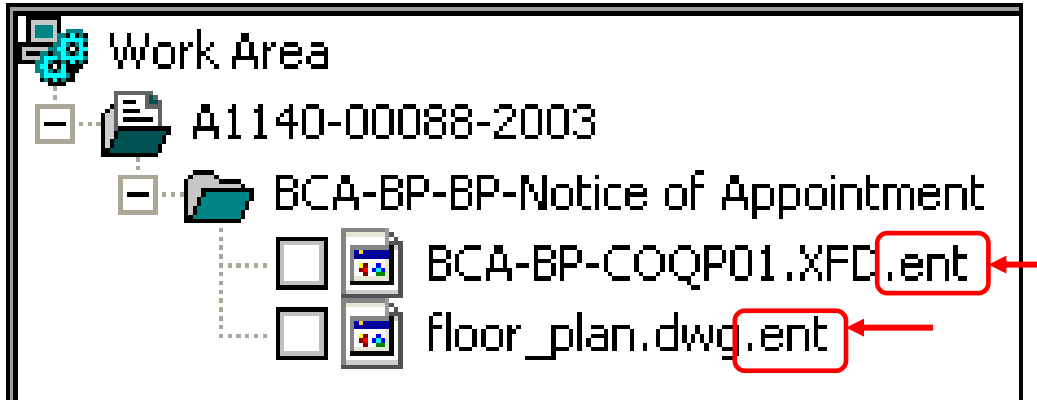 Work Area
A1140-00088-2003
BCA-BP-BP-Notice of Appointment
BCA-BP-COQP01.XFD.ent
floor_plan.dwg.ent